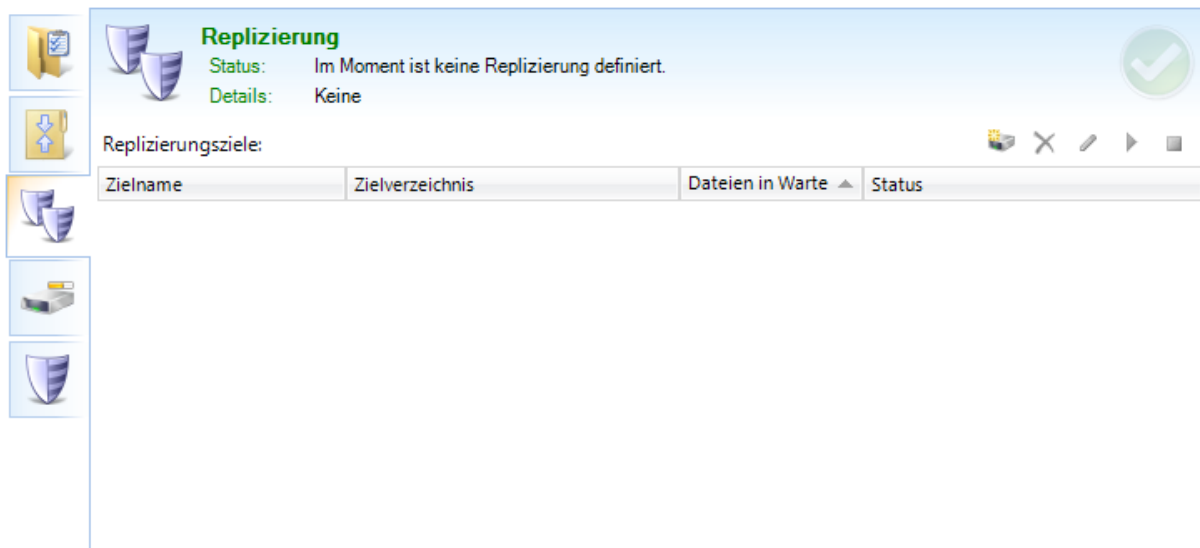 Replizierung
Status: Im Moment ist keine Replizierung definiert.
Details: Keine
Replizierungsziele:
Zielname Zielverzeichnis Dateien in Warte Status